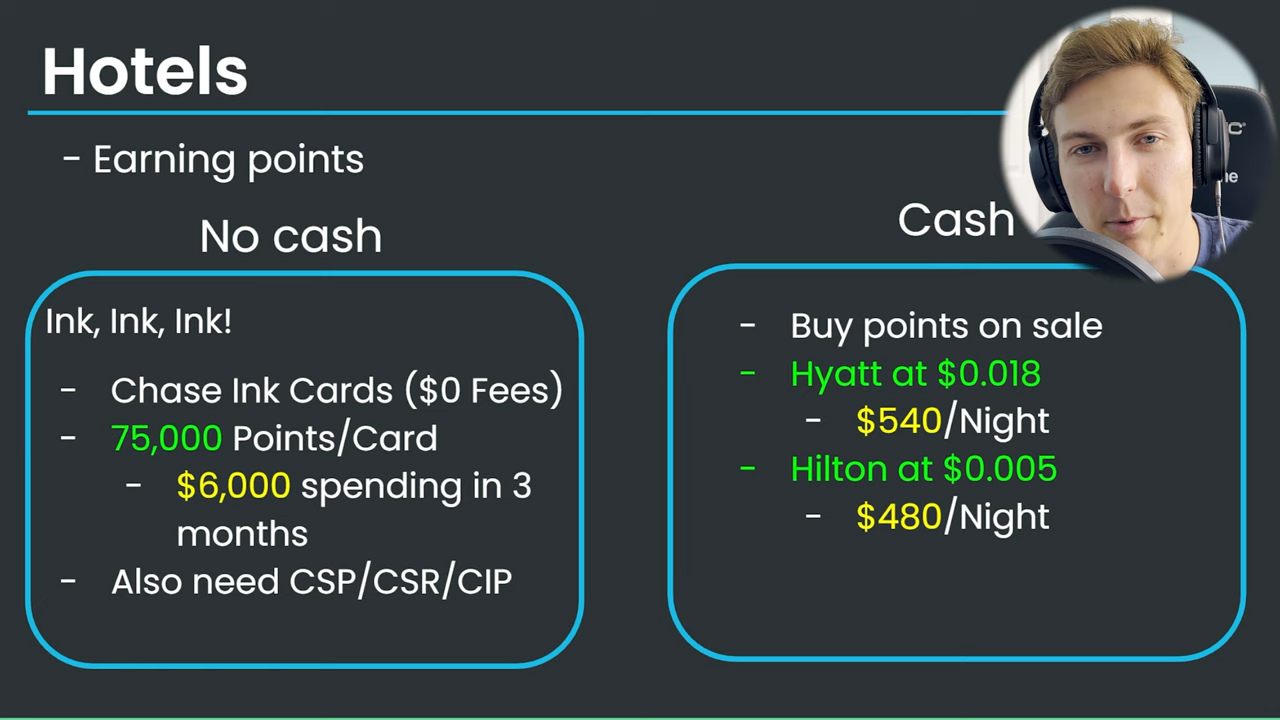 Hotels
- Earning points
No cash
Ink, Ink, Ink!
- Chase Ink Cards ($0 Fees)
- 75,000 Points/Card
- $6,000 spending in 3
months
- Also need CSP/CSR/CIP
Cash
- Buy points on sale
- Hyatt at $0.018
- $540/Night
- Hilton at $0.005
- $480/Night